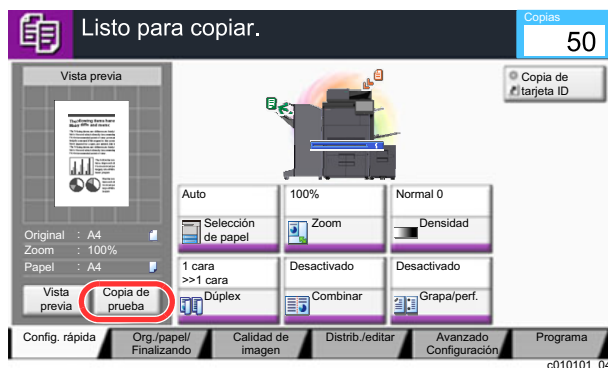 Listo para copiar.
Copias
50
Vista previa
Copia de
tarjeta ID
Original : A4
Zoom : 100%
Papel : A4
Vista
previa
Copia de
prueba
Auto
Selección
de papel
100%
Zoom
Normal 0
Densidad
1 cara
>>1 cara
Dúplex
Desactivado
Combinar
Desactivado
Grapa/perf.
Config. rápida
Org./papel/
Finalizando
Calidad de
imagen
Distrib./editar
Avanzado
Configuración
Programa
c010101_04